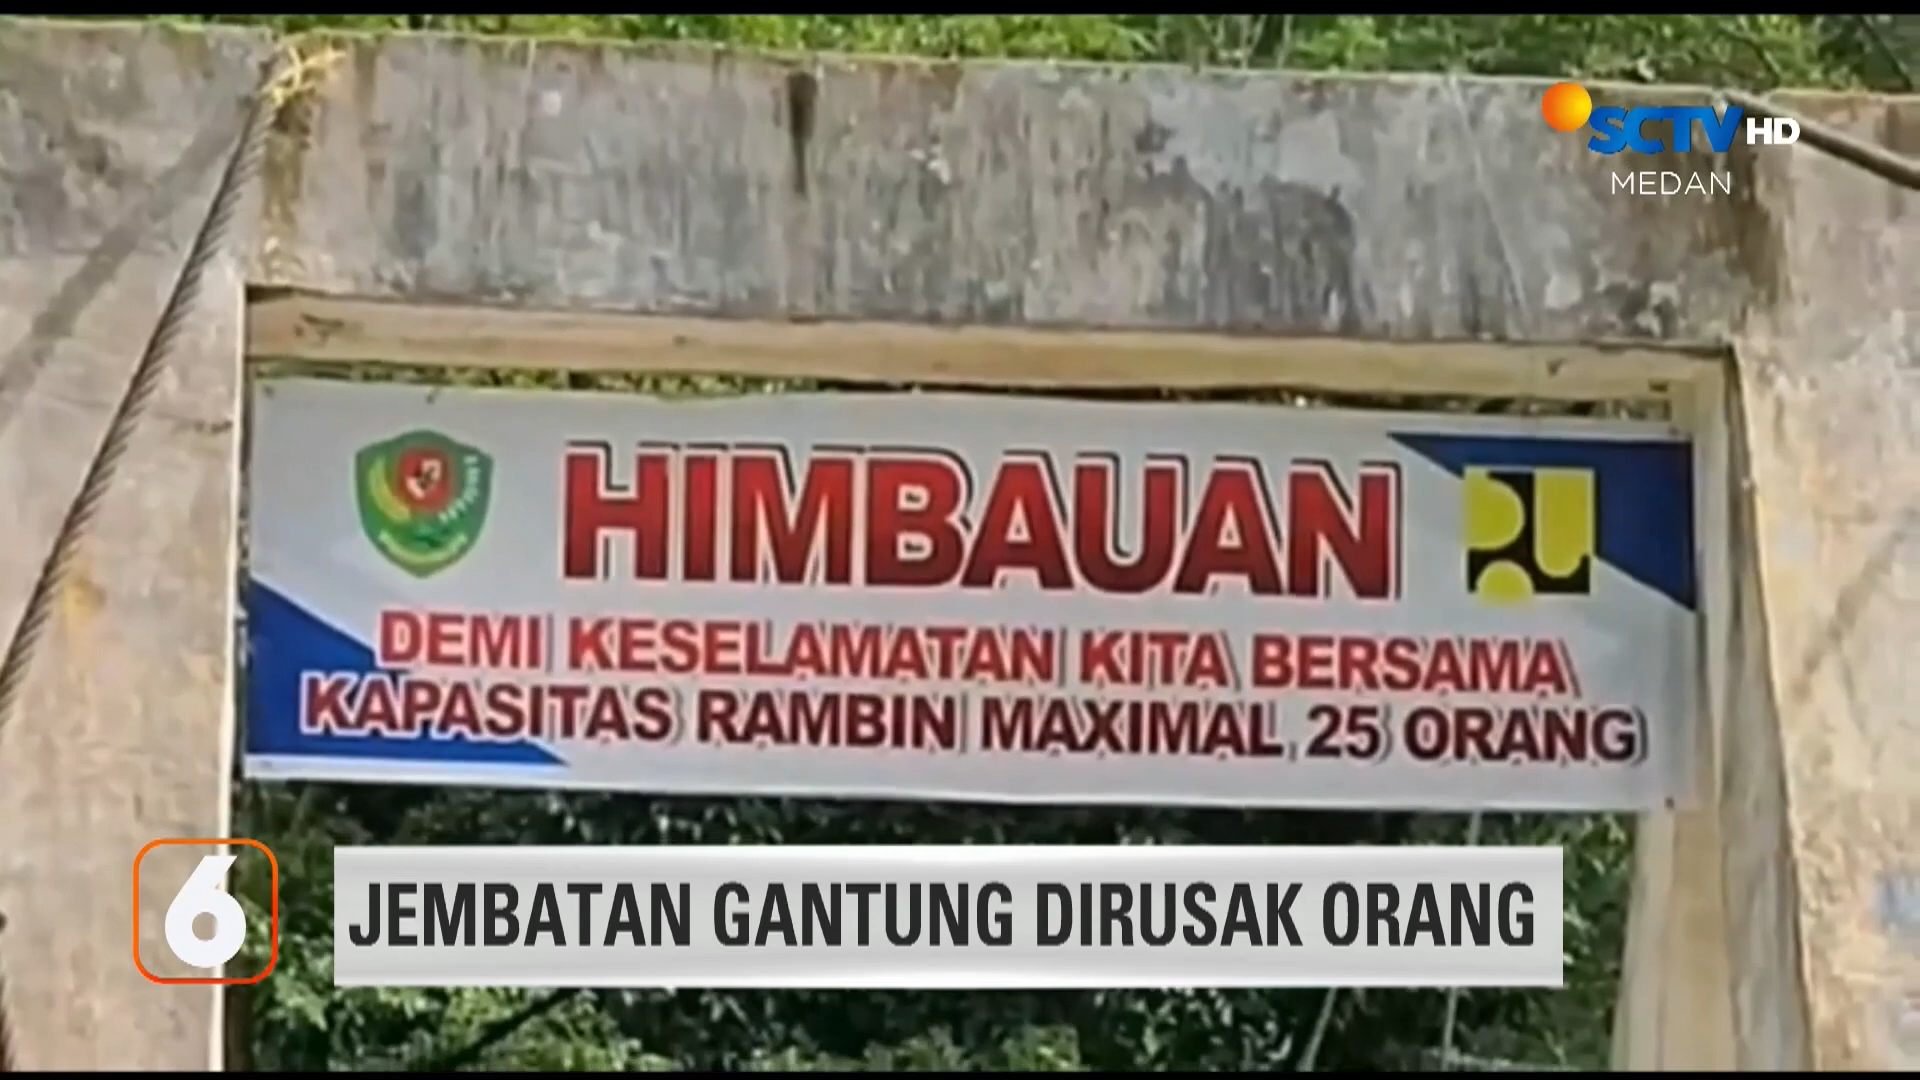 SCTV HD
MEDAN
HIMBAUAN
DEMI KESELAMATAN KITA BERSAMA
KAPASITAS RAMBIN MAXIMAL 25 ORANG
6
JEMBATAN GANTUNG DIRUSAK ORANG